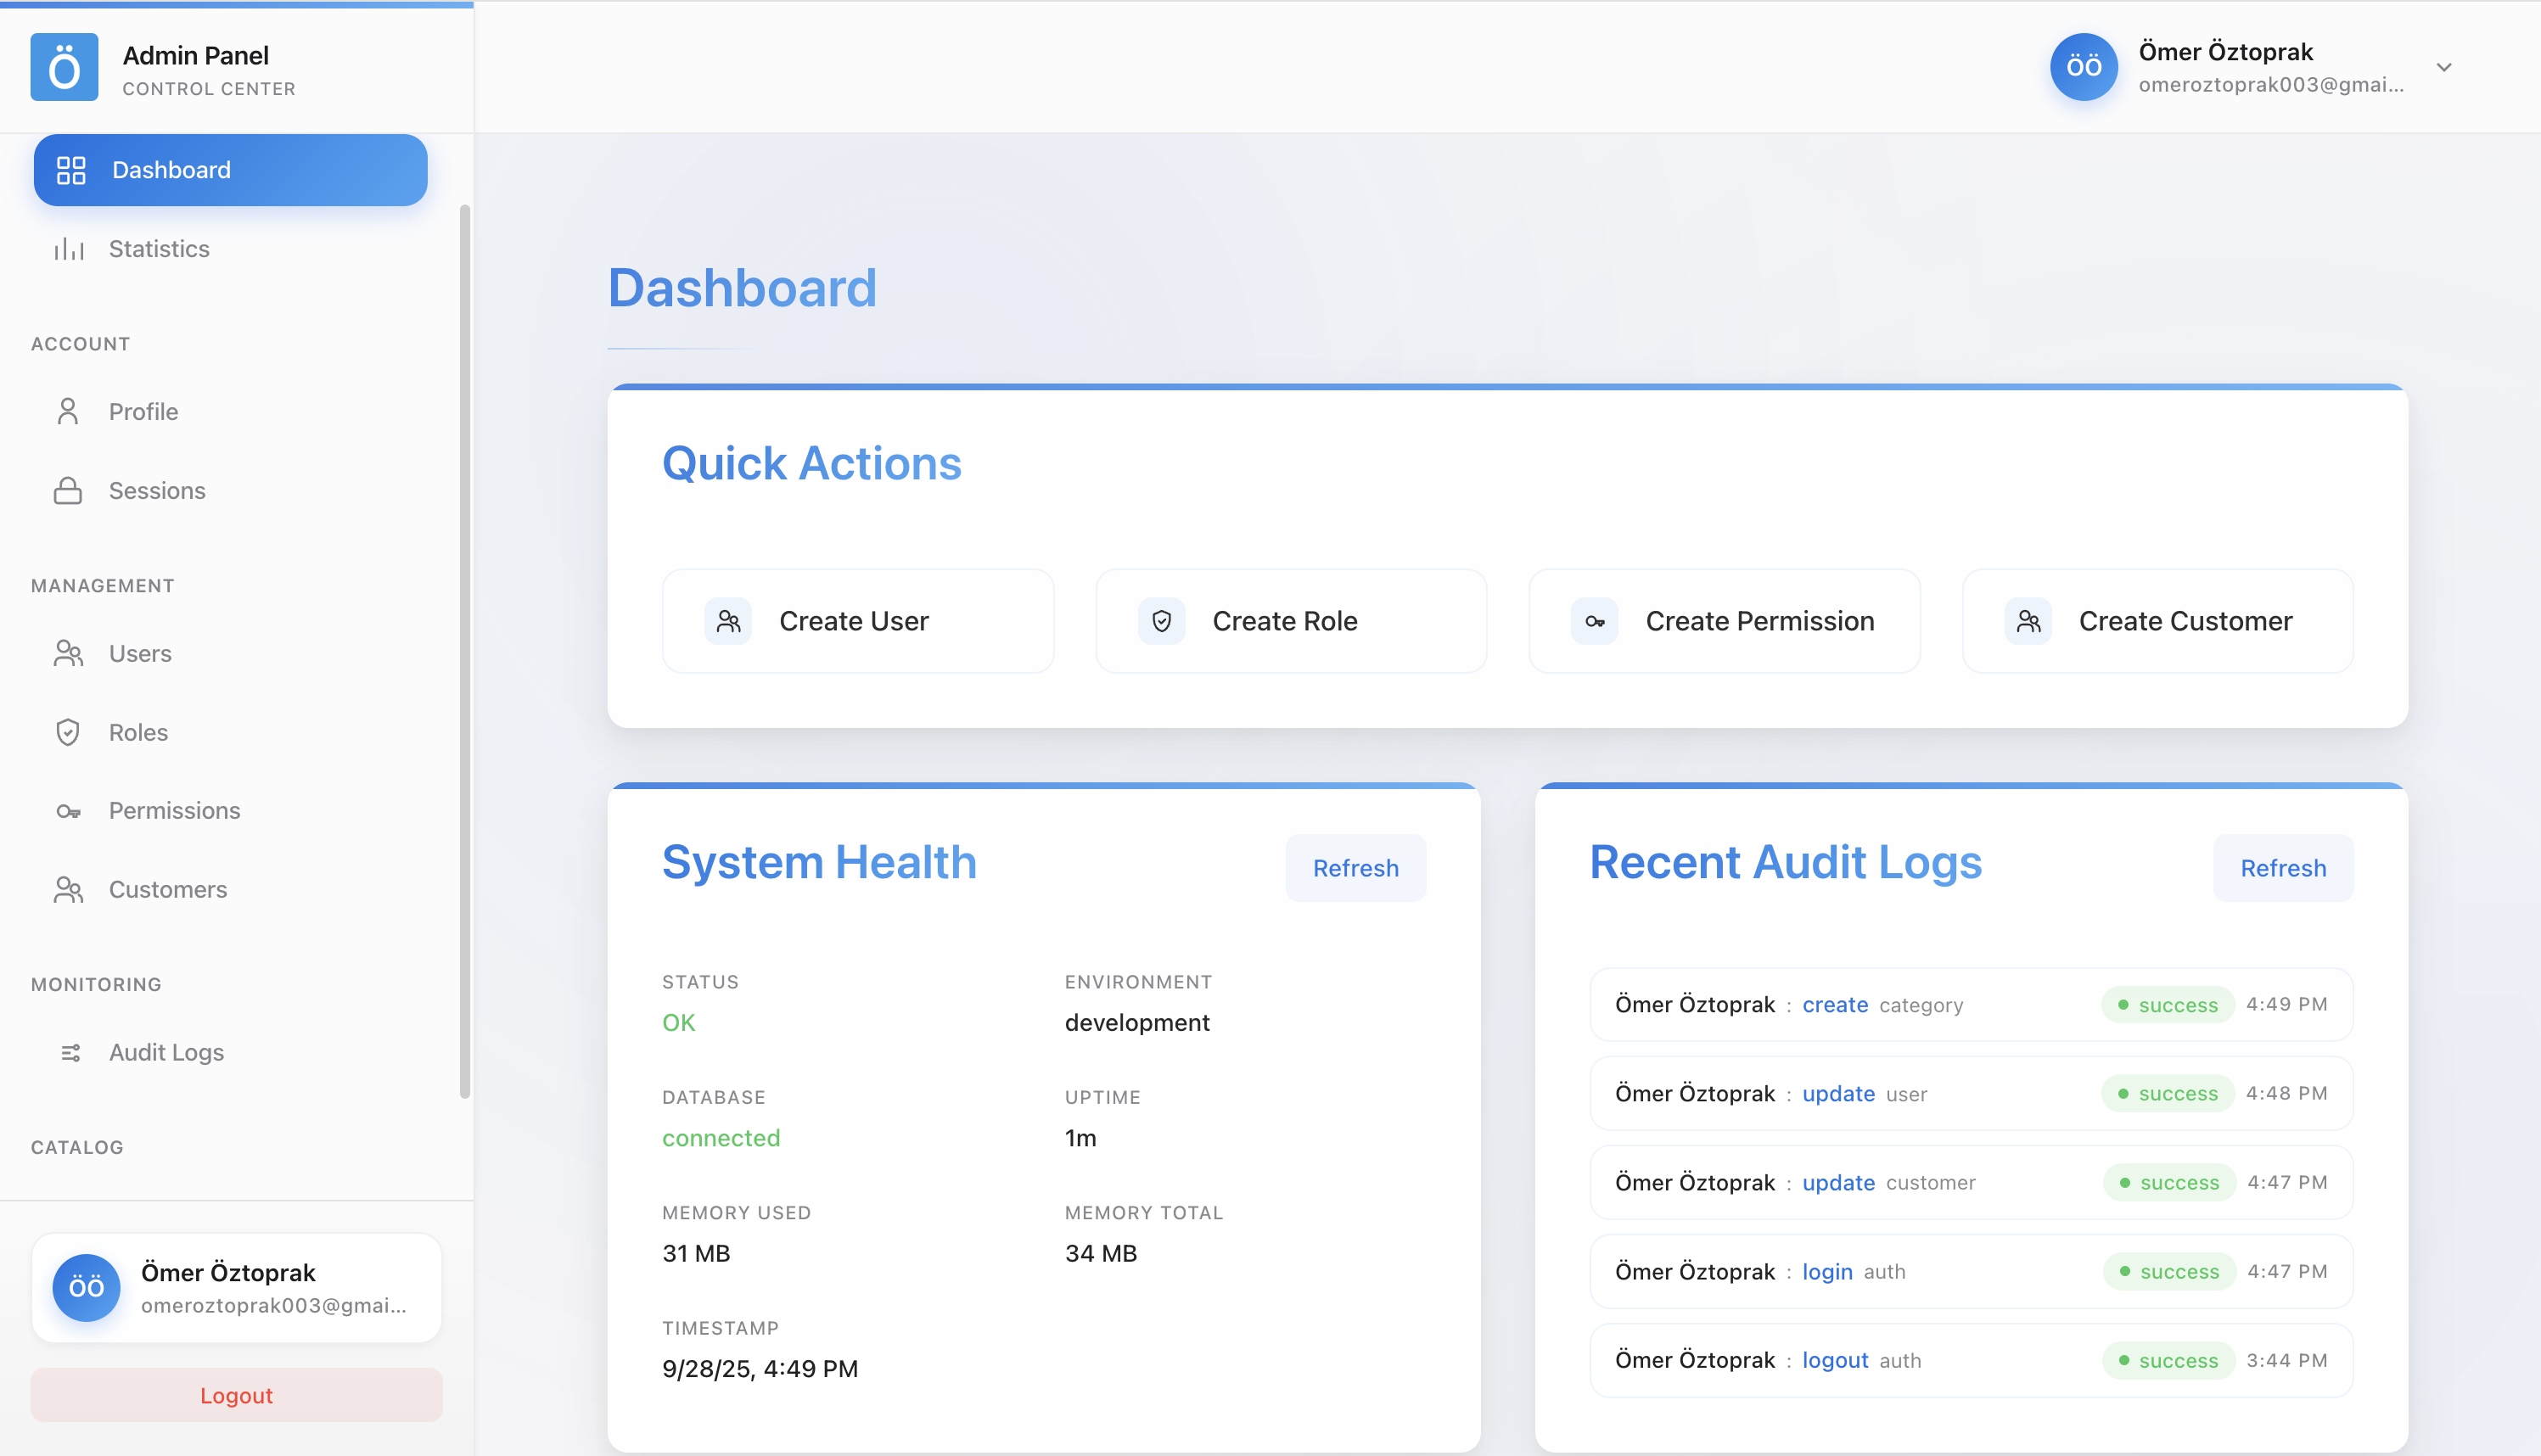 Ö
Admin Panel
CONTROL CENTER
ÖÖ
Ömer Öztoprak
omeroztoprak003@gmai...
Dashboard
Statistics
ACCOUNT
Profile
Sessions
MANAGEMENT
Users
Roles
Permissions
Customers
MONITORING
Audit Logs
CATALOG
ÖÖ
Ömer Öztoprak
omeroztoprak003@gmai...
Logout
Dashboard
Quick Actions
Create User
Create Role
Create Permission
Create Customer
System Health
Refresh
STATUS
OK
ENVIRONMENT
development
DATABASE
connected
UPTIME
1m
MEMORY USED
31 MB
MEMORY TOTAL
34 MB
TIMESTAMP
9/28/25, 4:49 PM
Recent Audit Logs
Refresh
Ömer Öztoprak : create category success 4:49 PM
Ömer Öztoprak : update user success 4:48 PM
Ömer Öztoprak : update customer success 4:47 PM
Ömer Öztoprak : login auth success 4:47 PM
Ömer Öztoprak : logout auth success 3:44 PM